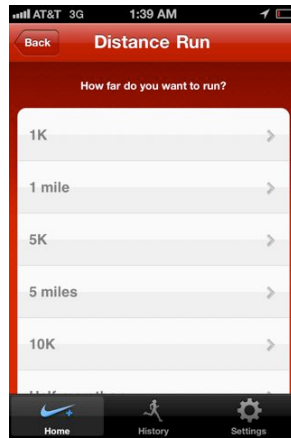 AT&T 3G 1:39 AM
Back Distance Run
How far do you want to run?
1K
1 mile
5K
5 miles
10K
Home History Settings